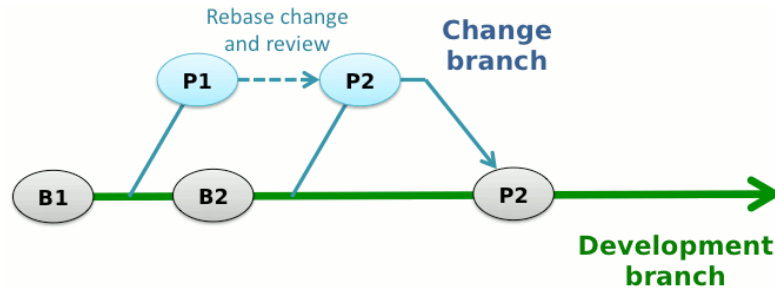 Rebase change
and review
Change
branch
P1
P2
B1
B2
P2
Development
branch